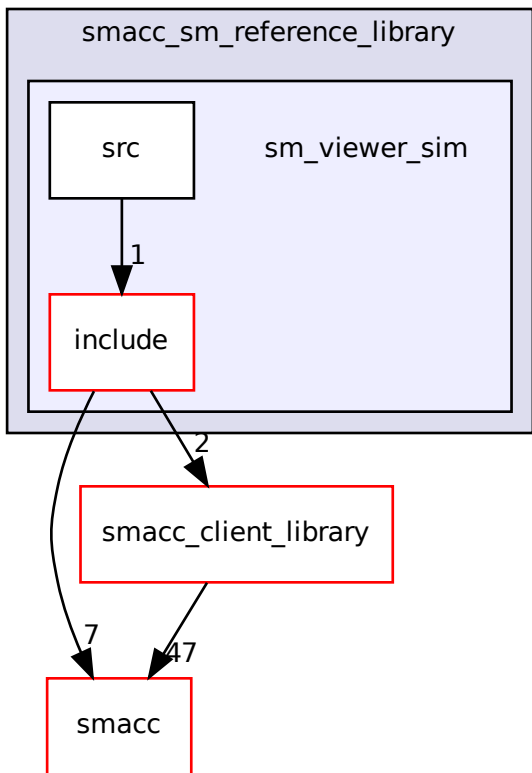 smacc_sm_reference_library
src
sm_viewer_sim
1
include
2
smacc_client_library
7
47
smacc